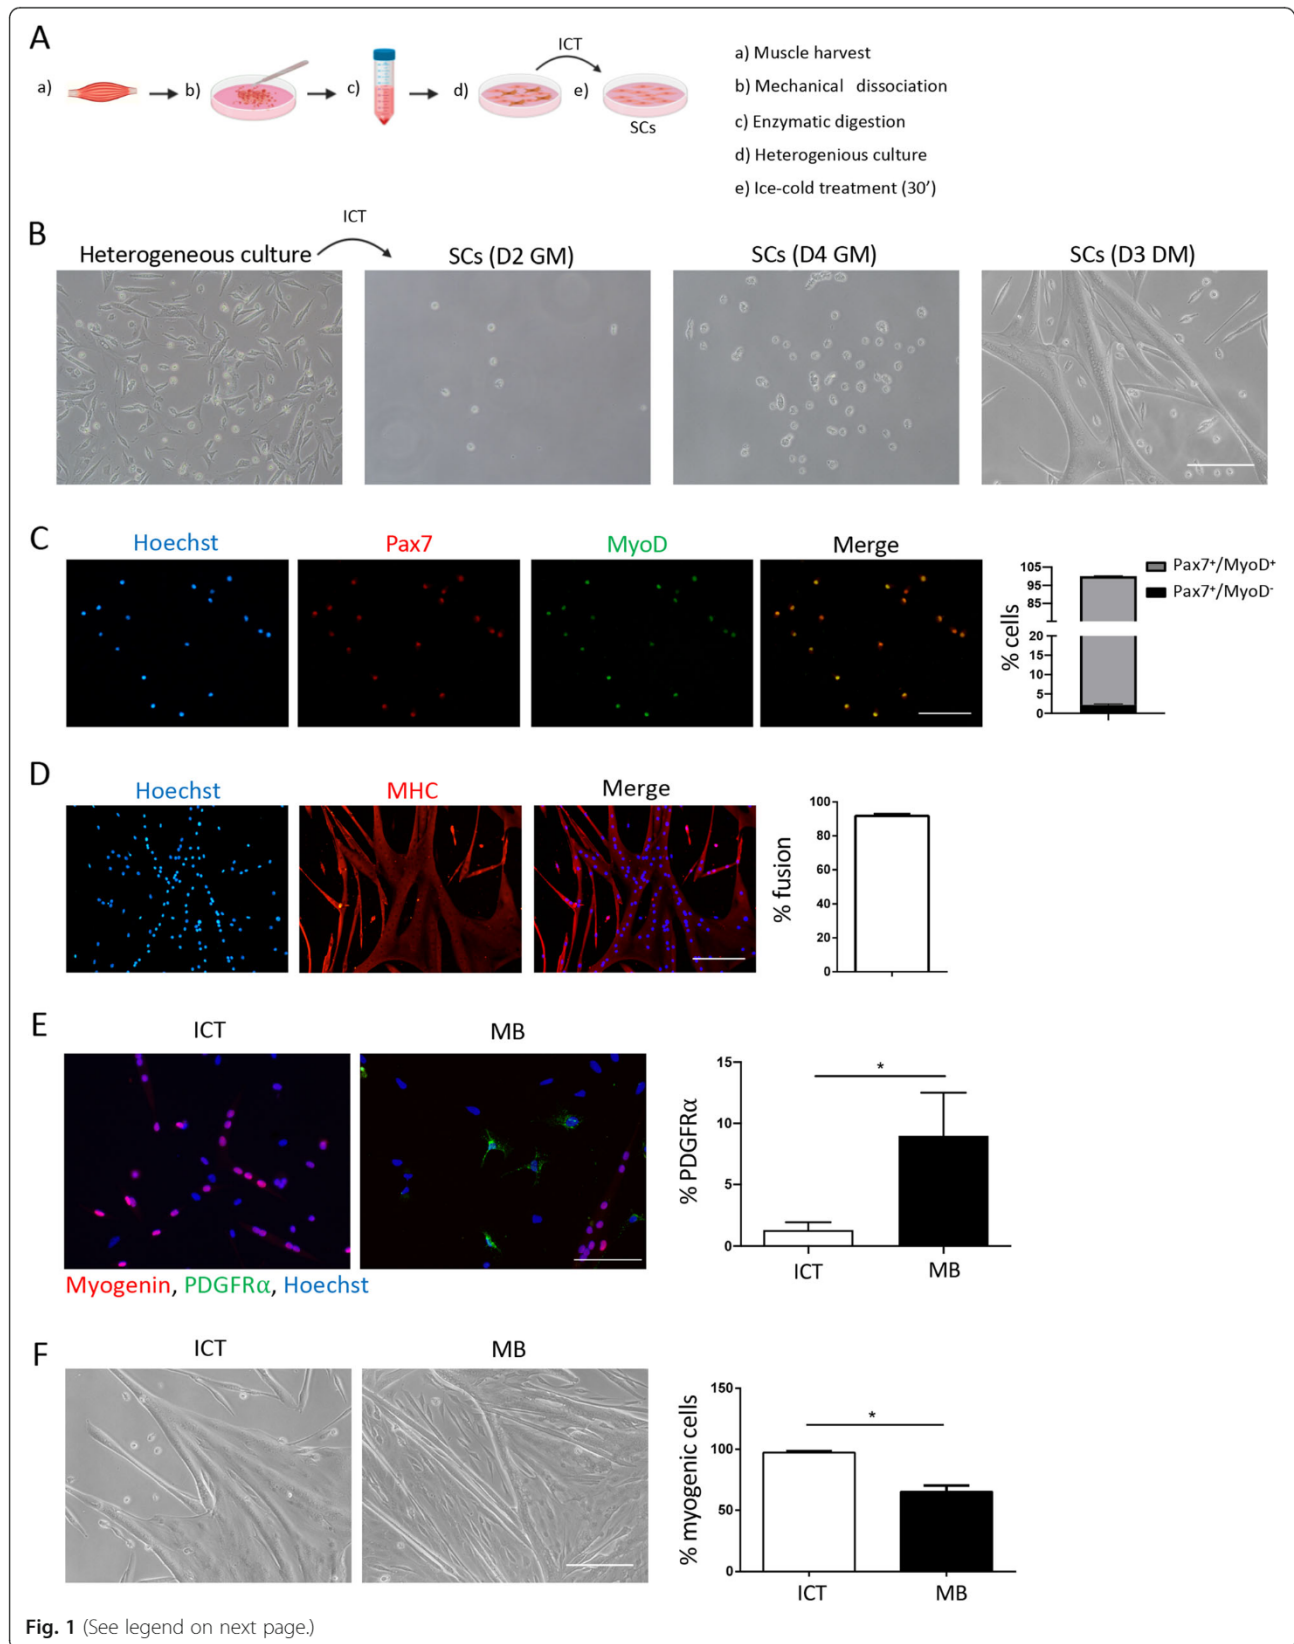 A
ICT
a)
b)
c)
d)
e)
SCs
a) Muscle harvest
b) Mechanical dissociation
c) Enzymatic digestion
d) Heterogenious culture
e) Ice-cold treatment (30′)
B
ICT
Heterogeneous culture
SCs (D2 GM)
SCs (D4 GM)
SCs (D3 DM)
C
Hoechst
Pax7
MyoD
Merge
% cells
105
95
85
20
15
10
5
0
Pax7⁺/MyoD⁺
Pax7⁺/MyoD⁻
D
Hoechst
MHC
Merge
% fusion
100
80
60
40
20
0
E
ICT
MB
Myogenin, PDGFRα, Hoechst
% PDGFRα
15
10
5
0
*
ICT
MB
F
ICT
MB
% myogenic cells
150
100
50
0
*
ICT
MB
Fig. 1 (See legend on next page.)